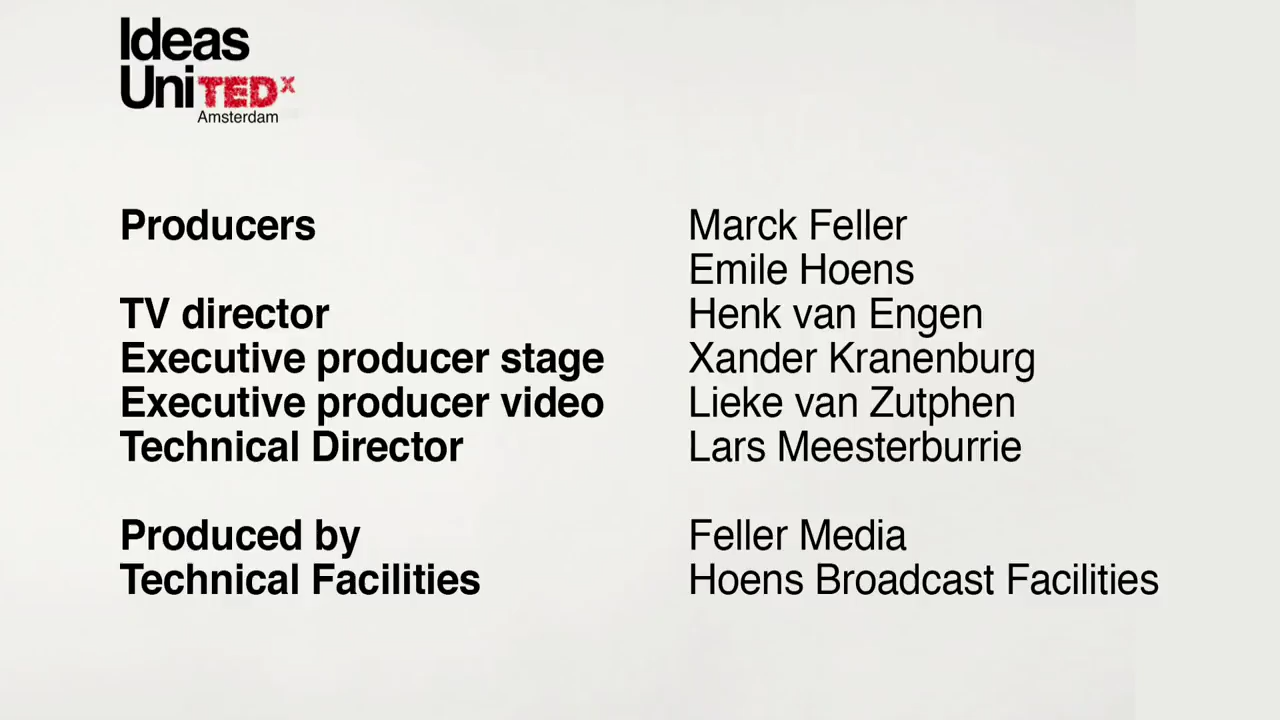 Ideas
UniTEDx
Amsterdam
Producers Marck Feller
Emile Hoens
TV director Henk van Engen
Executive producer stage Xander Kranenburg
Executive producer video Lieke van Zutphen
Technical Director Lars Meesterburrie
Produced by Feller Media
Technical Facilities Hoens Broadcast Facilities